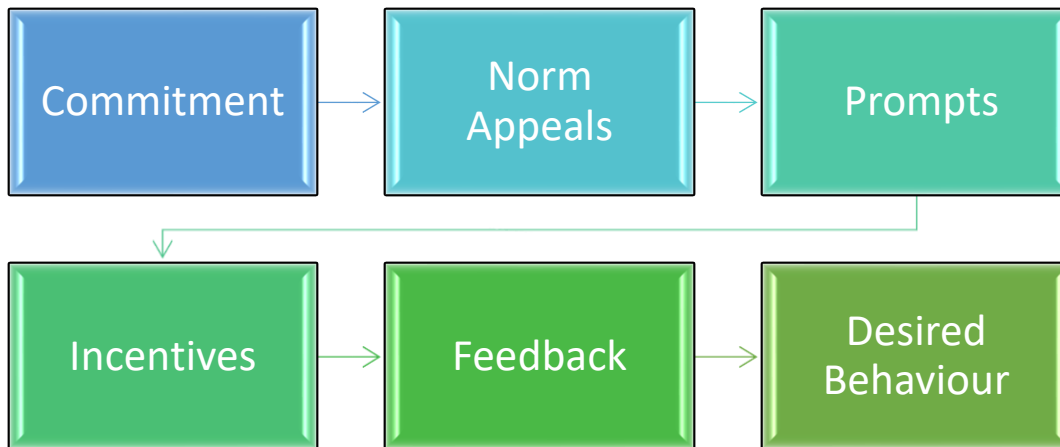 Commitment
Norm
Appeals
Prompts
Incentives
Feedback
Desired
Behaviour